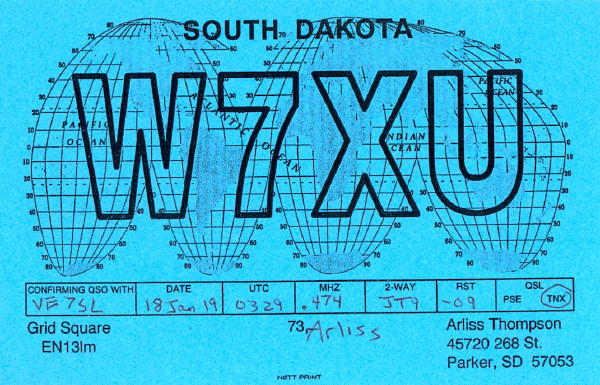 SOUTH DAKOTA
W7XU
PACIFIC OCEAN
ATLANTIC OCEAN
INDIAN OCEAN
PACIFIC OCEAN
CONFIRMING QSO WITH DATE UTC MHZ 2-WAY RST QSL
VE7SL 18 Jan 19 0329 .474 JT9 -09 PSE TNX
Grid Square
EN13lm
73, Arliss
Arliss Thompson
45720 268 St.
Parker, SD 57053
NØTT PRINT